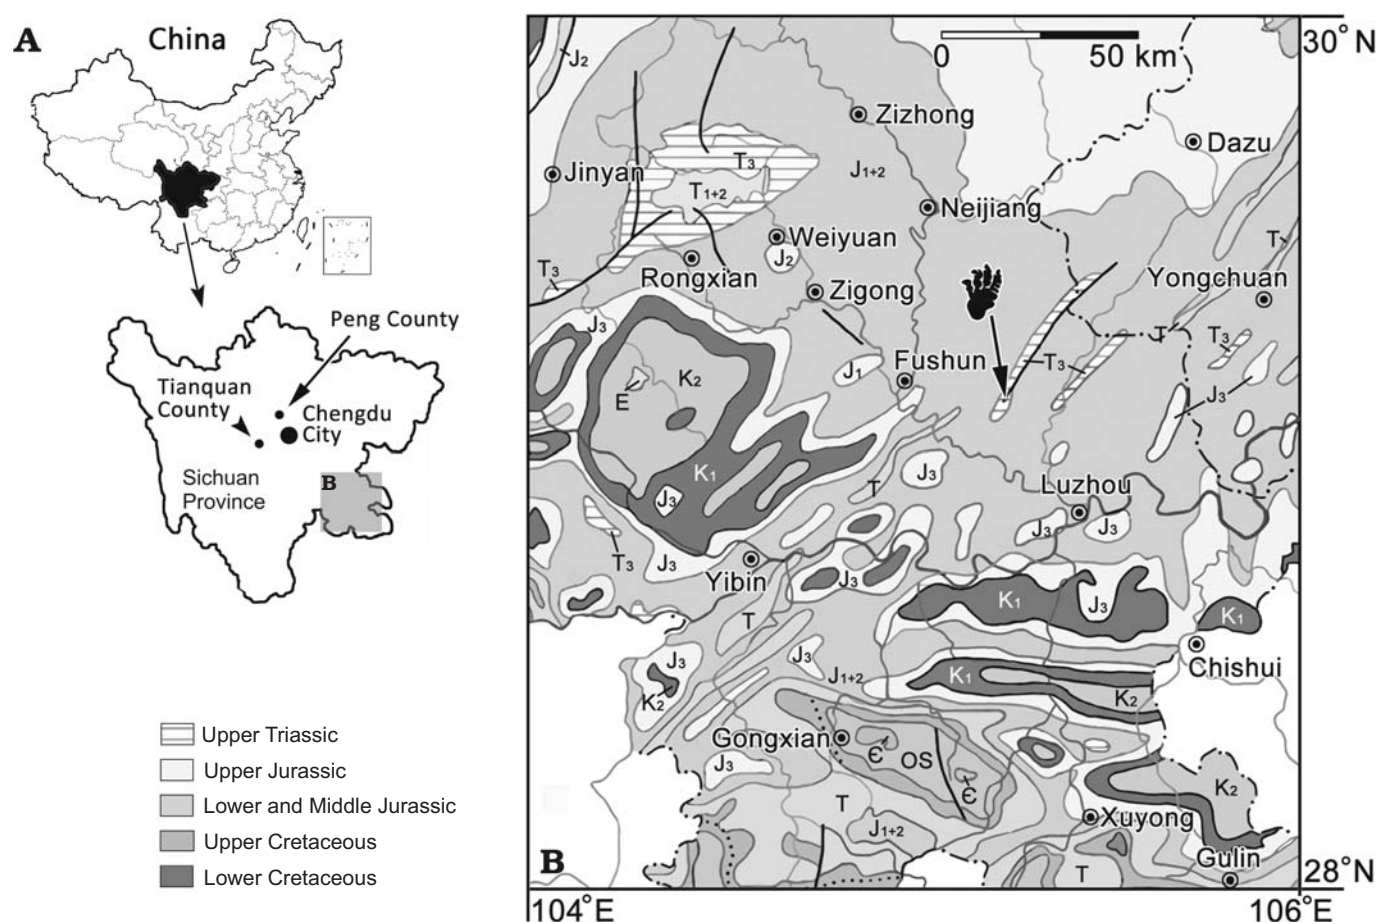 A
China
Peng County
Tianquan
County
Chengdu
City
Sichuan
Province
B
Upper Triassic
Upper Jurassic
Lower and Middle Jurassic
Upper Cretaceous
Lower Cretaceous
0 50 km
30°N
J2
Zizhong
Dazu
Jinyan
T3
J1+2
T1+2
Neijiang
Weiyuan
J2
T
T3
Rongxian
Yongchuan
Zigong
J3
T
T3
Fushun
T3
J1
K2
E
J3
K1
J3
T
J3
Luzhou
J3
J3
T3
J3
Yibin
J3
K1
J3
K1
T
J3
J3
Chishui
K1
J1+2
K2
K2
Gongxian
Є
OS
J3
Є
K2
T
Xuyong
J1+2
B
Gulin
T
28°N
104°E
106°E